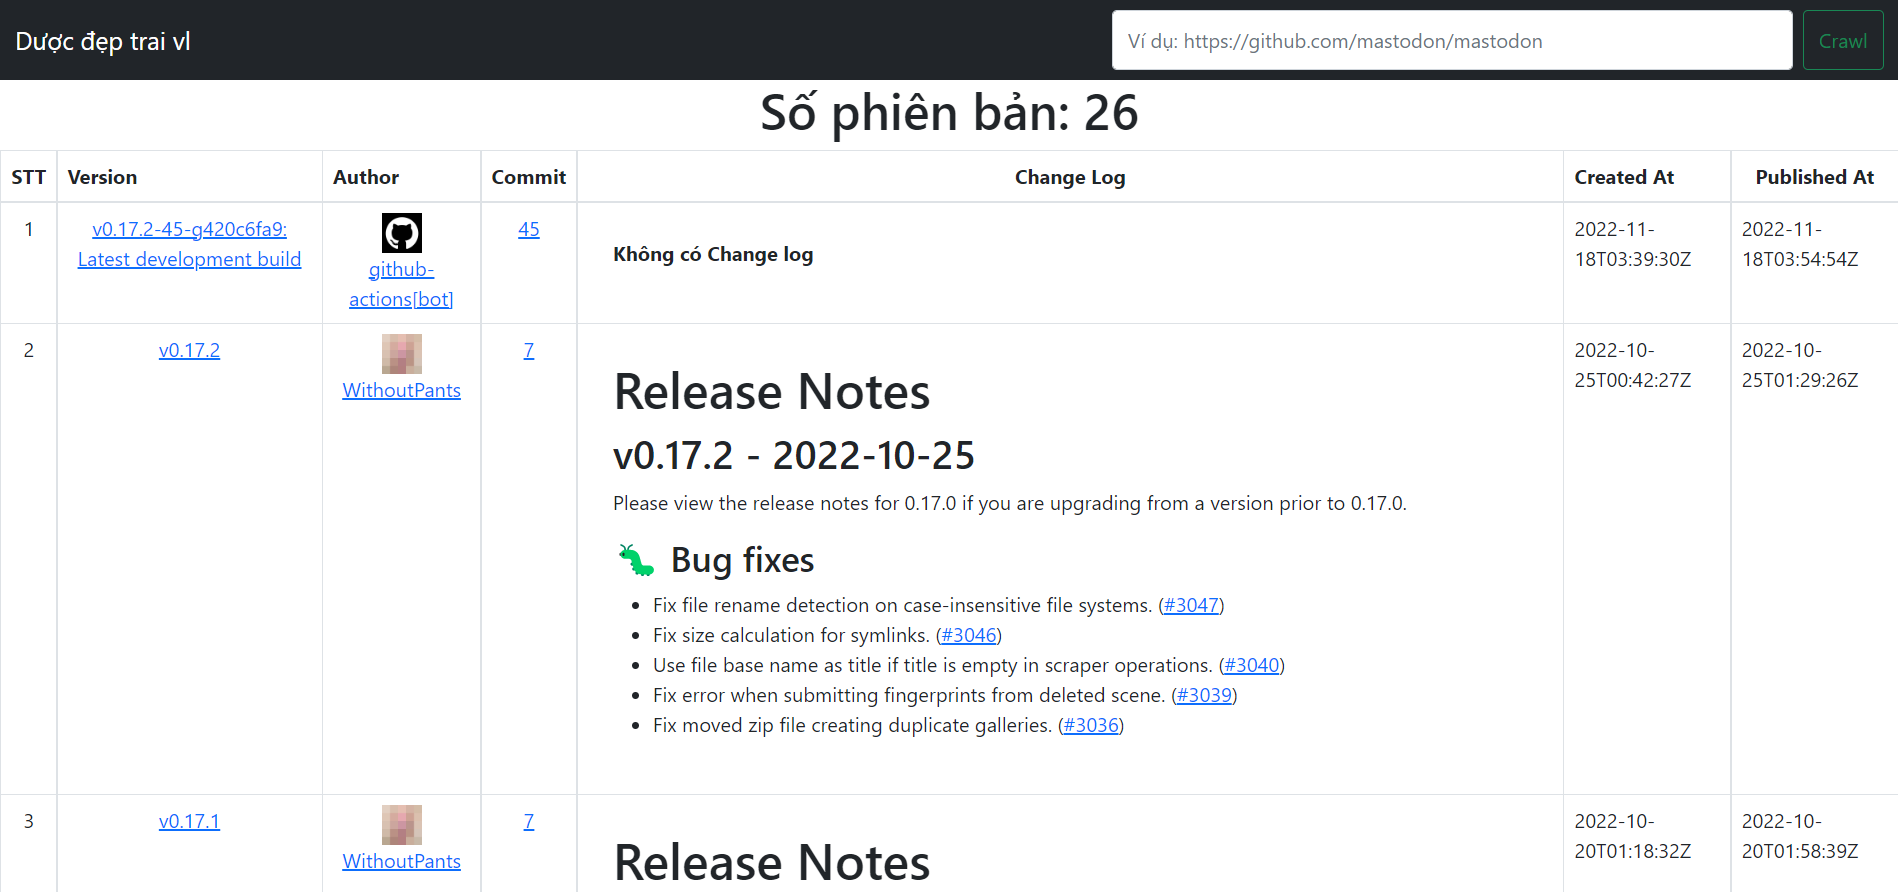 Dược đẹp trai vl
Ví dụ: https://github.com/mastodon/mastodon
Crawl
Số phiên bản: 26
STT Version Author Commit Change Log Created At Published At
1
v0.17.2-45-g420c6fa9:
Latest development build
github-
actions[bot]
45
Không có Change log
2022-11-
18T03:39:30Z
2022-11-
18T03:54:54Z
2
v0.17.2
WithoutPants
7
Release Notes
v0.17.2 - 2022-10-25
Please view the release notes for 0.17.0 if you are upgrading from a version prior to 0.17.0.
🐛 Bug fixes
• Fix file rename detection on case-insensitive file systems. (#3047)
• Fix size calculation for symlinks. (#3046)
• Use file base name as title if title is empty in scraper operations. (#3040)
• Fix error when submitting fingerprints from deleted scene. (#3039)
• Fix moved zip file creating duplicate galleries. (#3036)
2022-10-
25T00:42:27Z
2022-10-
25T01:29:26Z
3
v0.17.1
WithoutPants
7
Release Notes
2022-10-
20T01:18:32Z
2022-10-
20T01:58:39Z